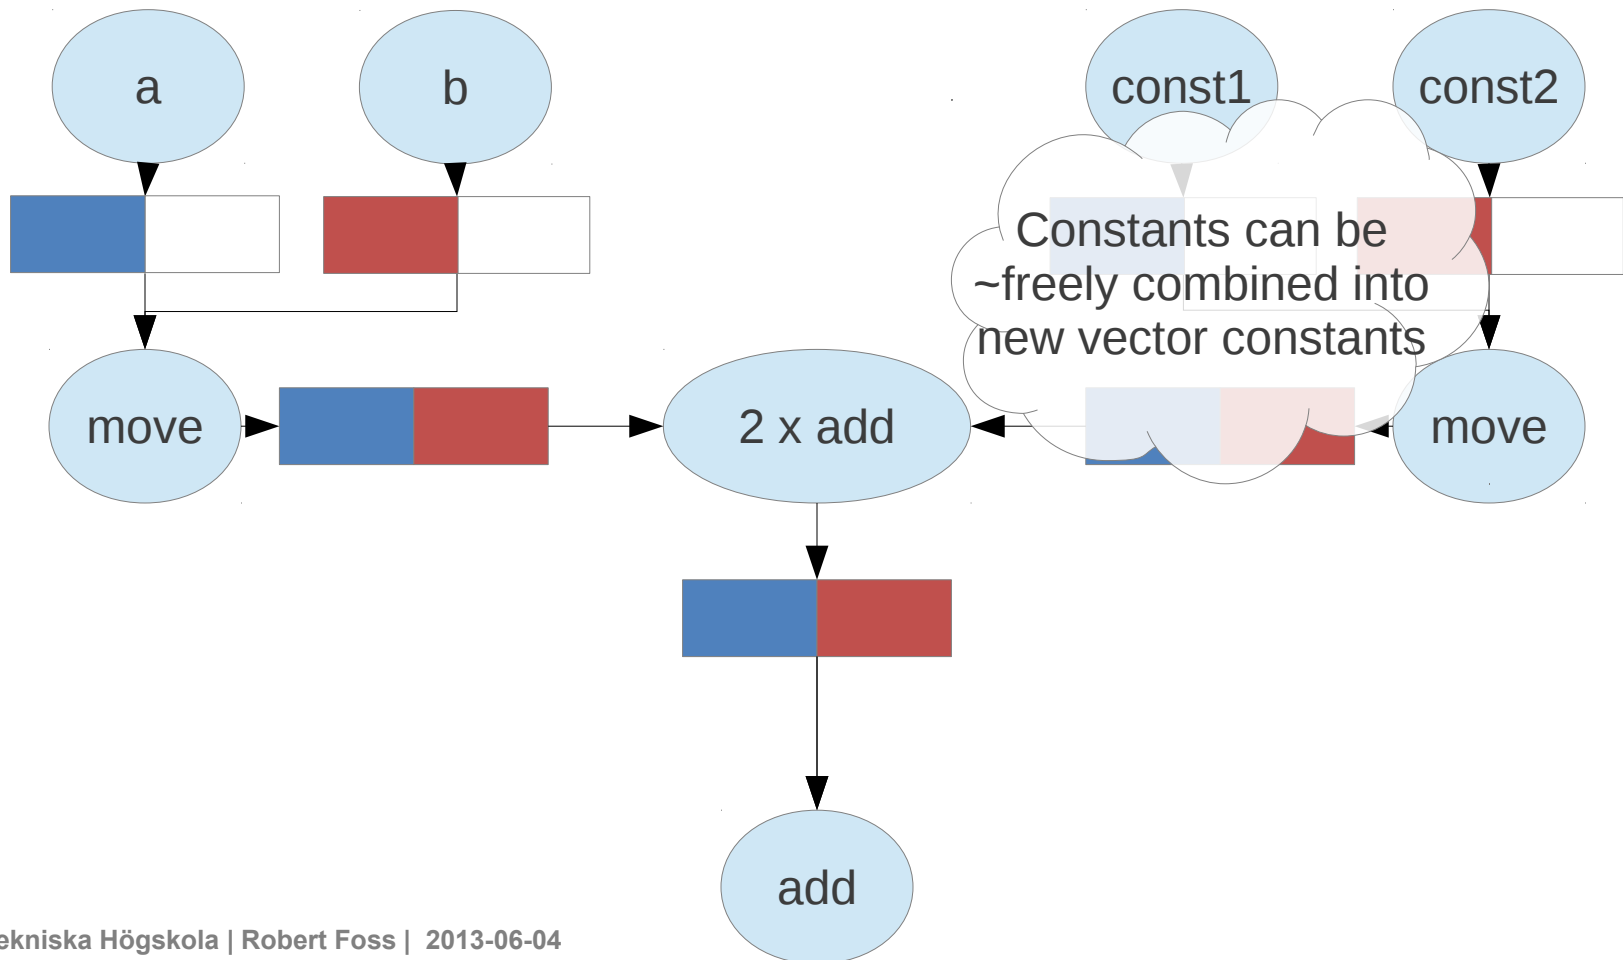 a
b
const1
const2
Constants can be
~freely combined into
new vector constants
move
2 x add
move
add
ekniska Högskola | Robert Foss | 2013-06-04